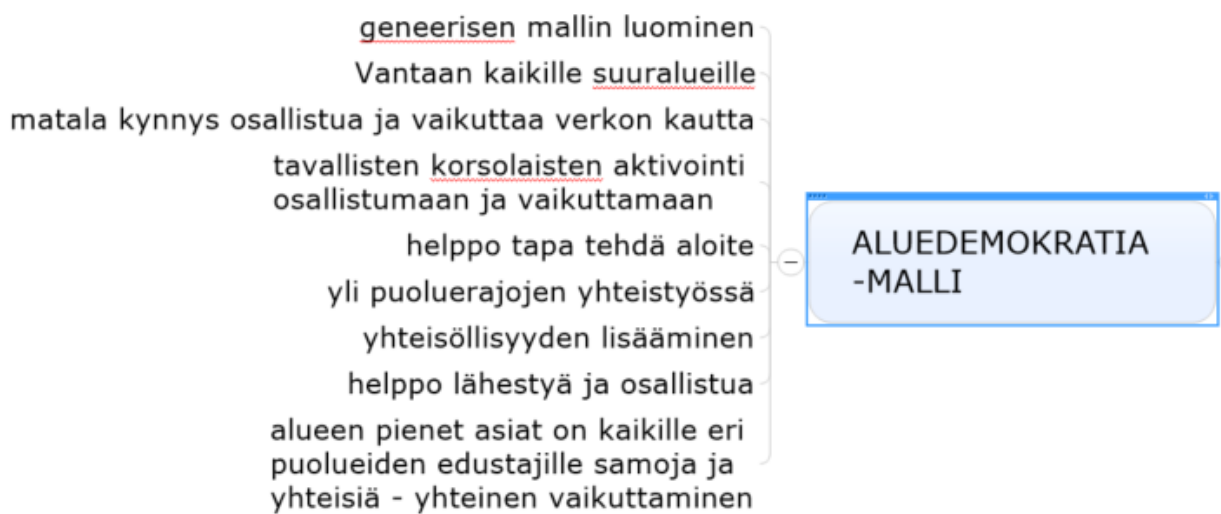 geneerisen mallin luominen
Vantaan kaikille suuralueille
matala kynnys osallistua ja vaikuttaa verkon kautta
tavallisten korsolaisten aktivointi
osallistumaan ja vaikuttamaan
helppo tapa tehdä aloite
yli puoluerajojen yhteistyössä
yhteisöllisyyden lisääminen
helppo lähestyä ja osallistua
alueen pienet asiat on kaikille eri
puolueiden edustajille samoja ja
yhteisiä - yhteinen vaikuttaminen
ALUEDEMOKRATIA
-MALLI